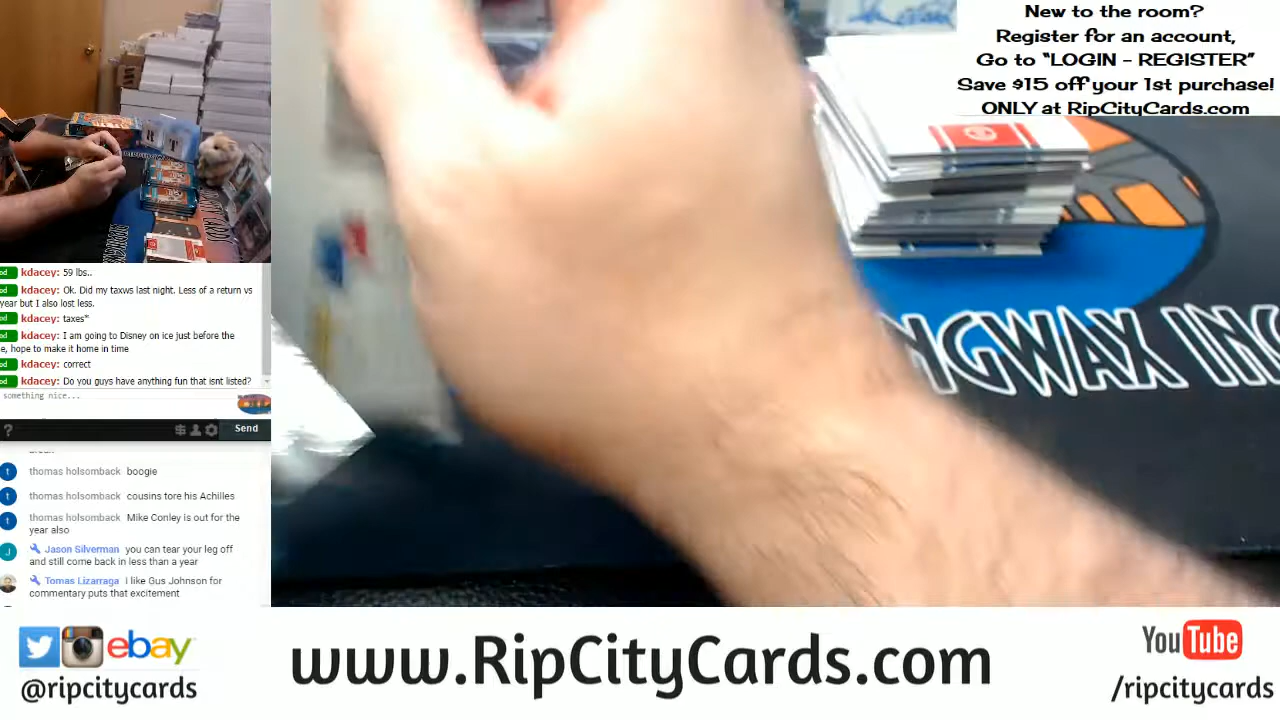 New to the room?
Register for an account,
Go to "LOGIN - REGISTER"
Save $15 off your 1st purchase!
ONLY at RipCityCards.com
kdacey: 59 lbs..
kdacey: Ok. Did my taxws last night. Less of a return vs
year but I also lost less.
kdacey: taxes*
kdacey: I am going to Disney on ice just before the
e, hope to make it home in time
kdacey: correct
kdacey: Do you guys have anything fun that isnt listed?
something nice...
? Send
t thomas holsomback boogie
t thomas holsomback cousins tore his Achilles
t thomas holsomback Mike Conley is out for the
year also
J Jason Silverman you can tear your leg off
and still come back in less than a year
Tomas Lizarraga i like Gus Johnson for
commentary puts that excitement
NGWAX INC
ebay
@ripcitycards
www.RipCityCards.com
YouTube
/ripcitycards